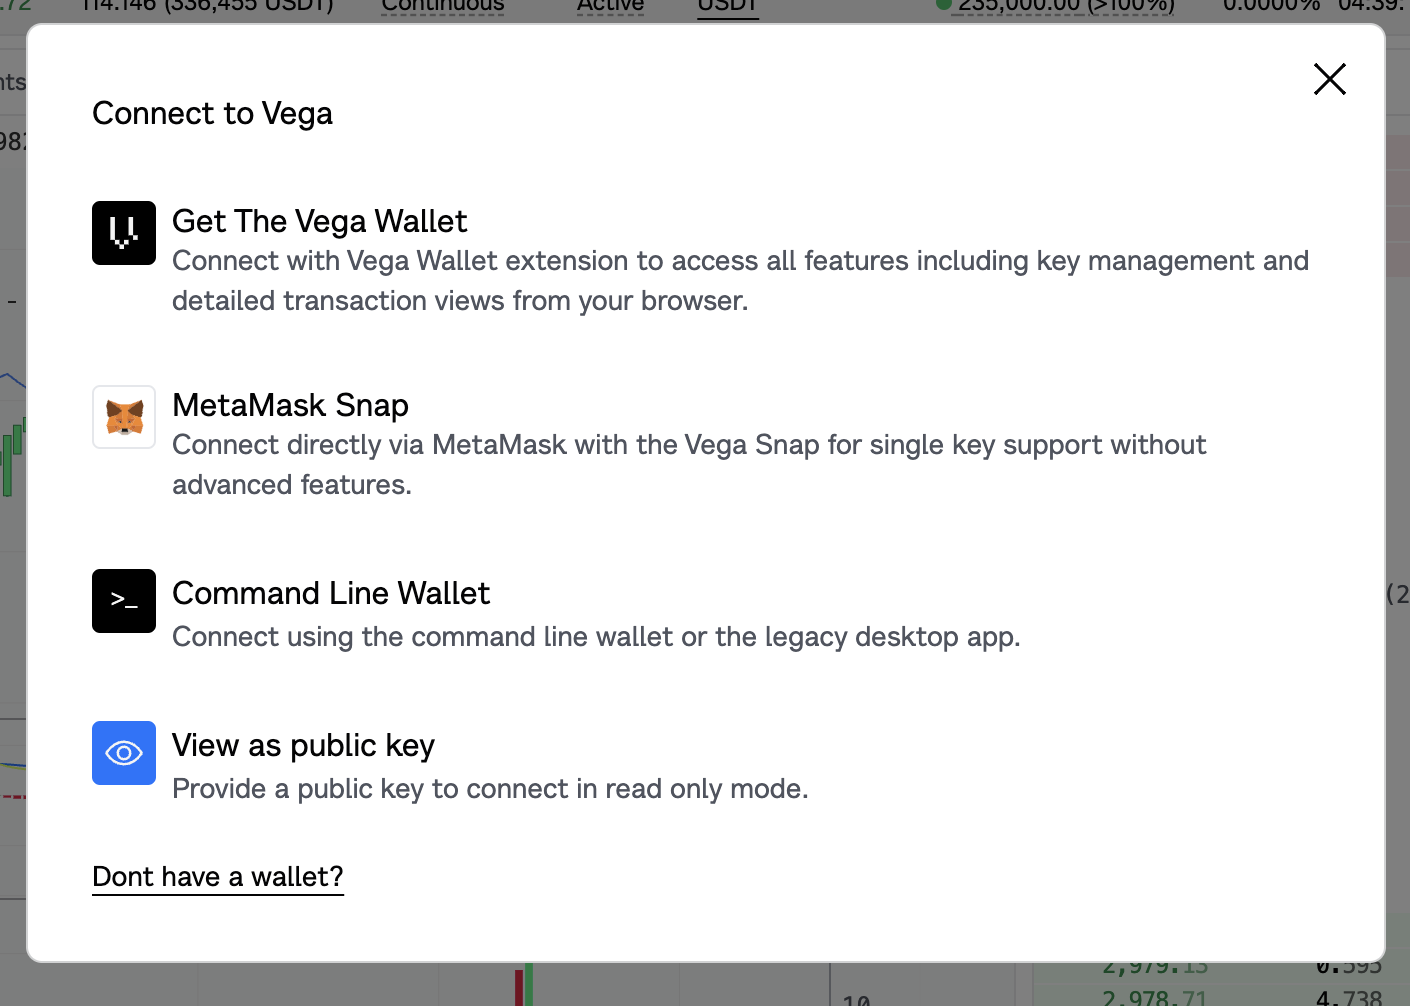 .72 114.146 (336,455 USDT) Continuous Active USDT 235,000.00 (>100%) 0.0000% 04:39:
Connect to Vega
Get The Vega Wallet
Connect with Vega Wallet extension to access all features including key management and
detailed transaction views from your browser.
MetaMask Snap
Connect directly via MetaMask with the Vega Snap for single key support without
advanced features.
>_
Command Line Wallet
(2
Connect using the command line wallet or the legacy desktop app.
View as public key
Provide a public key to connect in read only mode.
Dont have a wallet?
2,979.13 0.595
10 2,978.71 4.738